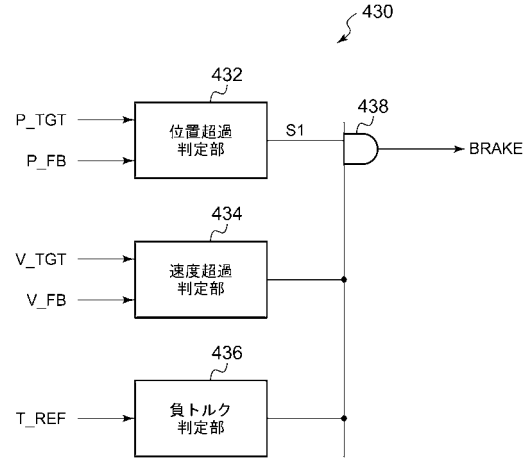 430
432
P_TGT
P_FB
位置超過
判定部
S1
438
BRAKE
434
V_TGT
V_FB
速度超過
判定部
436
T_REF
負トルク
判定部